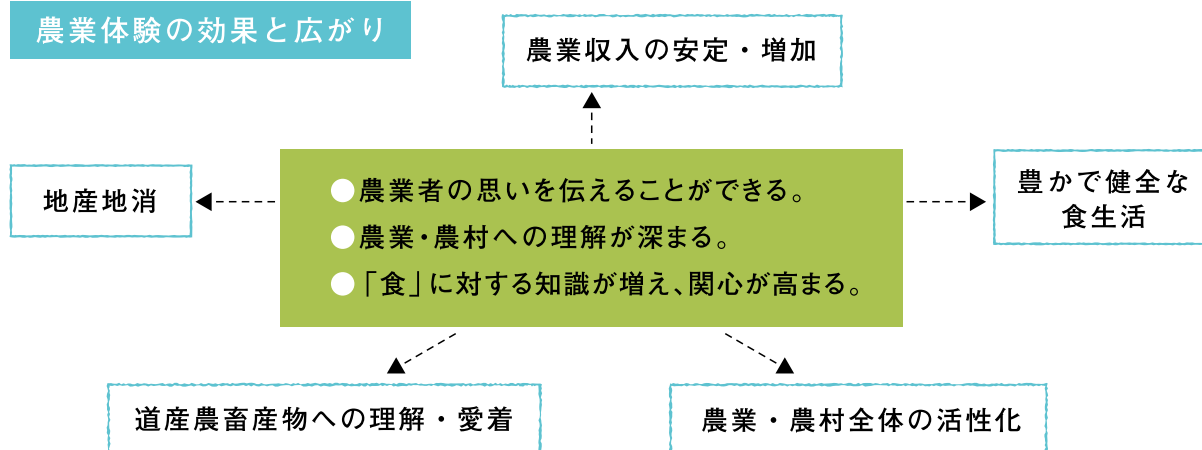 農業体験の効果と広がり
農業収入の安定・増加
地産地消
●農業者の思いを伝えることができる。
●農業・農村への理解が深まる。
●「食」に対する知識が増え、関心が高まる。
豊かで健全な
食生活
道産農畜産物への理解・愛着
農業・農村全体の活性化